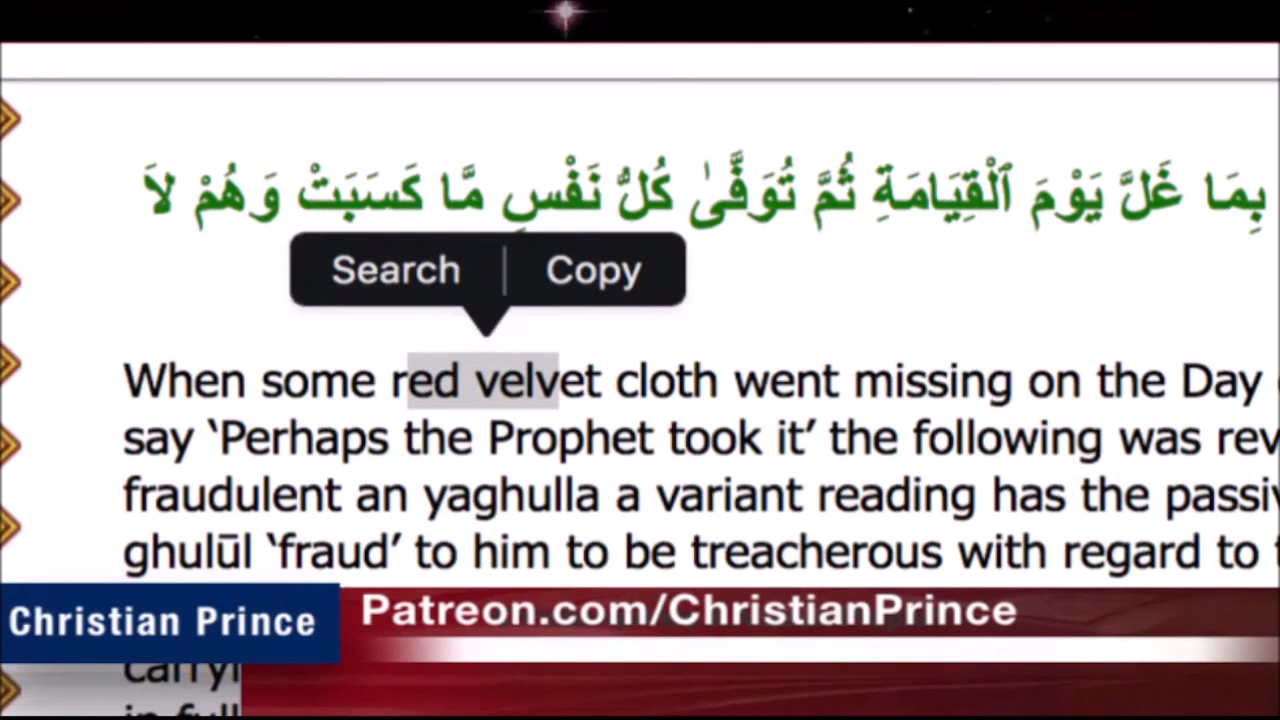 بِمَا غَلَّ يَوْمَ ٱلْقِيَامَةِ ثُمَّ تُوَفَّىٰ كُلُّ نَفْسٍ مَّا كَسَبَتْ وَهُمْ لاَ
Search | Copy
When some red velvet cloth went missing on the Day
say ‘Perhaps the Prophet took it’ the following was rev
fraudulent an yaghulla a variant reading has the passiv
ghulūl ‘fraud’ to him to be treacherous with regard to
Christian Prince
Patreon.com/ChristianPrince